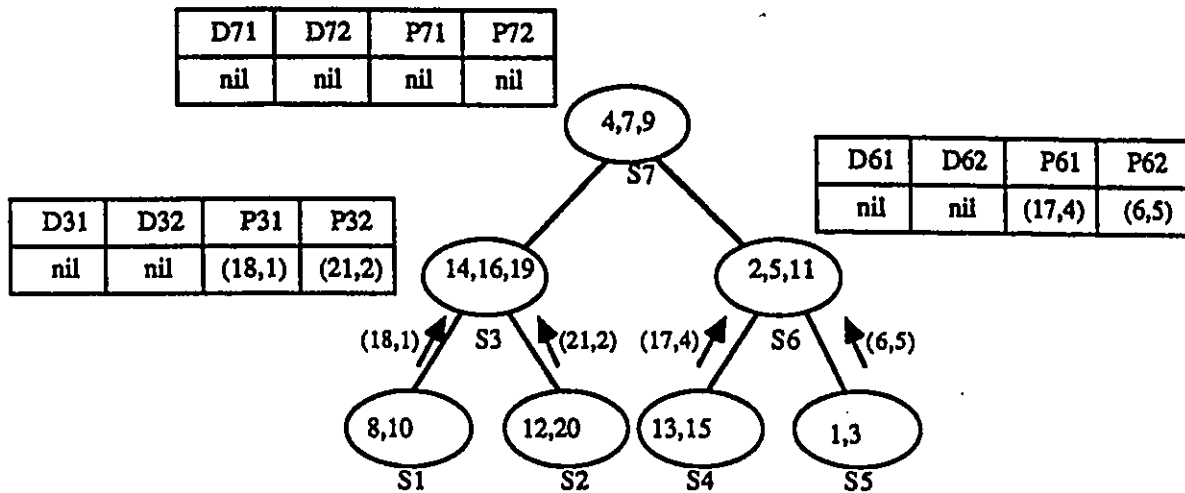 D71 D72 P71 P72
nil nil nil nil
4,7,9
S7
D61 D62 P61 P62
nil nil (17,4) (6,5)
D31 D32 P31 P32
nil nil (18,1) (21,2)
14,16,19
2,5,11
S3
S6
(18,1) (21,2) (17,4) (6,5)
8,10 12,20 13,15 1,3
S1 S2 S4 S5